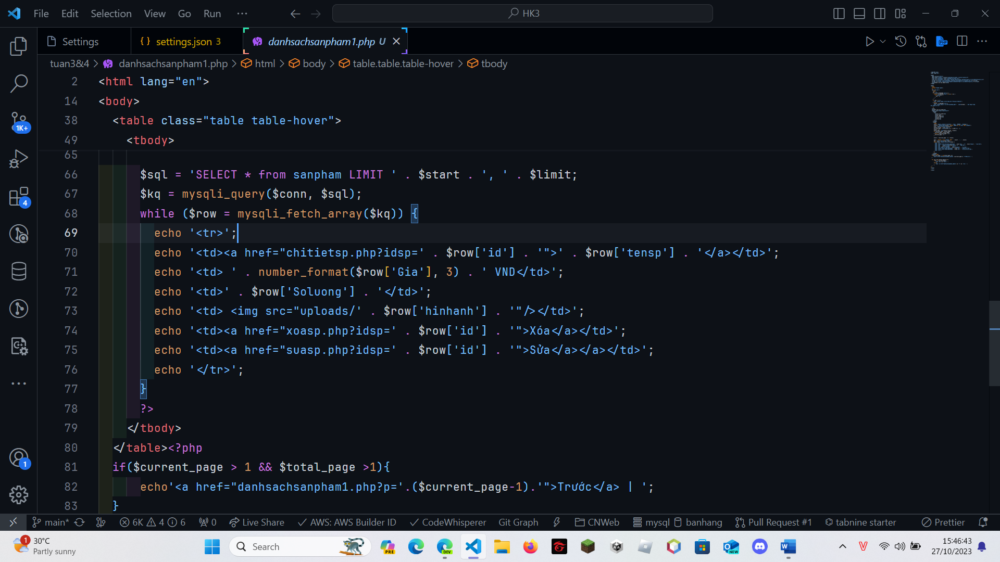 File Edit Selection View Go Run ··· HK3
Settings settings.json 3 danhsachsanpham1.php U
tuan3&4 > danhsachsanpham1.php > html > body > table.table.table-hover > tbody
2 <html lang="en">
14 <body>
38 <table class="table table-hover">
49 <tbody>
65
66 $sql = 'SELECT * from sanpham LIMIT ' . $start . ', ' . $limit;
67 $kq = mysqli_query($conn, $sql);
68 while ($row = mysqli_fetch_array($kq)) {
69 echo '<tr>';
70 echo '<td><a href="chitietsp.php?idsp=' . $row['id'] . '">' . $row['tensp'] . '</a></td>';
71 echo '<td> ' . number_format($row['Gia'], 3) . ' VND</td>';
72 echo '<td>' . $row['Soluong'] . '</td>';
73 echo '<td> <img src="uploads/' . $row['hinhanh'] . '"/></td>';
74 echo '<td><a href="xoasp.php?idsp=' . $row['id'] . '">Xóa</a></td>';
75 echo '<td><a href="suasp.php?idsp=' . $row['id'] . '">Sửa</a></a></td>';
76 echo '</tr>';
77 }
78 ?>
79 </tbody>
80 </table><?php
81 if($current_page > 1 && $total_page >1){
82 echo'<a href="danhsachsanpham1.php?p='.($current_page-1).'">Trước</a> | ';
83 }
1K+
4
1
main* 6K 4 6 0 Live Share AWS: AWS Builder ID CodeWhisperer Git Graph CNWeb mysql banhang Pull Request #1 tabnine starter Prettier
1 30°C
Partly sunny
Search
PRE DEV NEW
15:46:43
27/10/2023